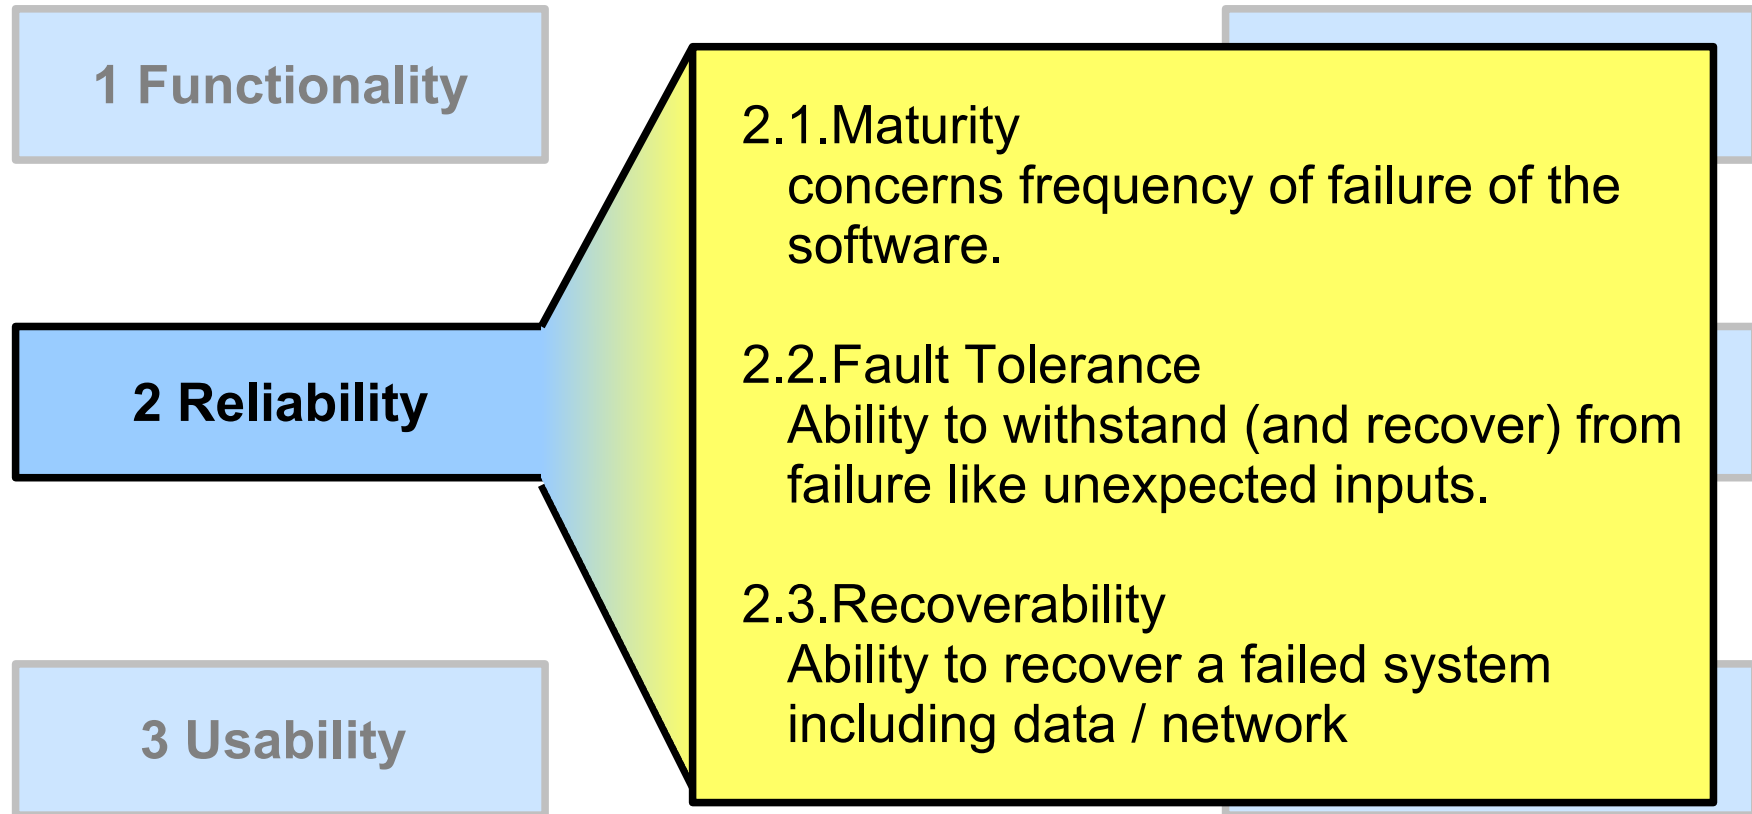 1 Functionality
2 Reliability
3 Usability
2.1.Maturity
concerns frequency of failure of the
software.
2.2.Fault Tolerance
Ability to withstand (and recover) from
failure like unexpected inputs.
2.3.Recoverability
Ability to recover a failed system
including data / network